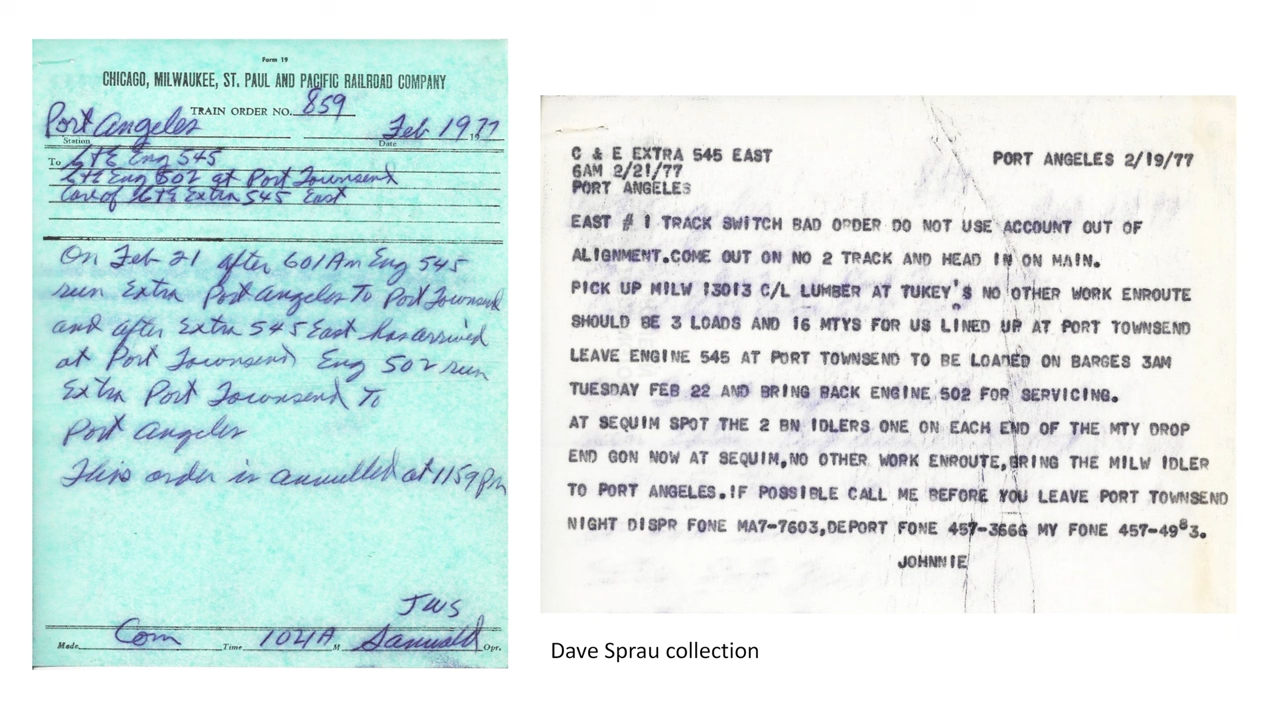 Form 19
CHICAGO, MILWAUKEE, ST. PAUL AND PACIFIC RAILROAD COMPANY
TRAIN ORDER NO. 859
Port Angeles Feb 19 1977
Station Date
To C+E Eng 545
C+E Eng 502 at Port Townsend
Care of C+E Extra 545 East
On Feb 21 after 601Am Eng 545
run Extra Port Angeles To Port Townsend
and after Extra 545 East has arrived
at Port Townsend Eng 502 run
Extra Port Townsend To
Port Angeles
This order is annulled at 1159 Pm
JWS
Made Com Time 1021A M Opr.
C & E EXTRA 545 EAST PORT ANGELES 2/19/77
6AM 2/21/77
PORT ANGELES
EAST # 1 TRACK SWITCH BAD ORDER DO NOT USE ACCOUNT OUT OF
ALIGNMENT.COME OUT ON NO 2 TRACK AND HEAD IN ON MAIN.
PICK UP MILW 13013 C/L LUMBER AT TUKEY'S NO OTHER WORK ENROUTE
SHOULD BE 3 LOADS AND 16 MTYS FOR US LINED UP AT PORT TOWNSEND
LEAVE ENGINE 545 AT PORT TOWNSEND TO BE LOADED ON BARGES 3AM
TUESDAY FEB 22 AND BRING BACK ENGINE 502 FOR SERVICING.
AT SEQUIM SPOT THE 2 BN IDLERS ONE ON EACH END OF THE MTY DROP
END GON NOW AT SEQUIM,NO OTHER WORK ENROUTE,BRING THE MILW IDLER
TO PORT ANGELES.IF POSSIBLE CALL ME BEFORE YOU LEAVE PORT TOWNSEND
NIGHT DISPR FONE MA7-7603,DEPORT FONE 457-3666 MY FONE 457-4983.
JOHNNIE
Dave Sprau collection